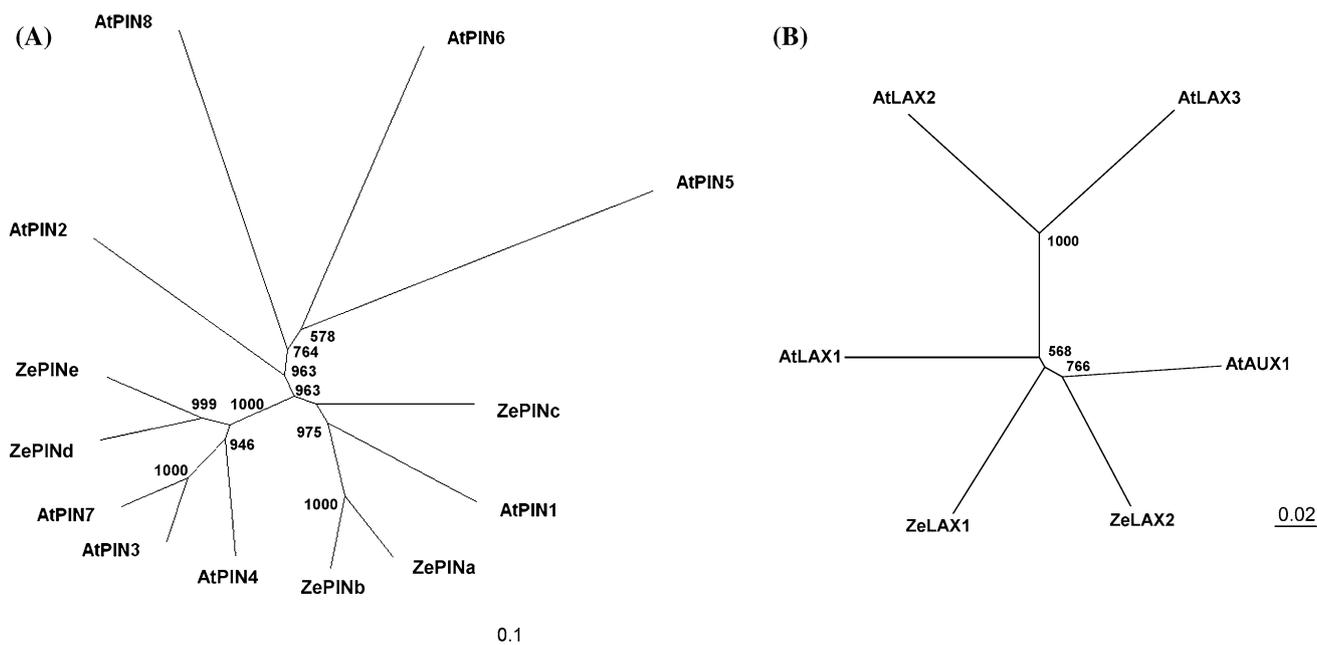 (A)
AtPIN8
AtPIN6
AtPIN5
AtPIN2
578
764
963
963
ZePINe
999
1000
ZePINc
ZePINd
946
975
1000
AtPIN7
AtPIN3
AtPIN4
1000
AtPIN1
ZePINa
ZePINb
0.1
(B)
AtLAX2
AtLAX3
1000
AtLAX1
568
766
AtAUX1
ZeLAX1
ZeLAX2
0.02